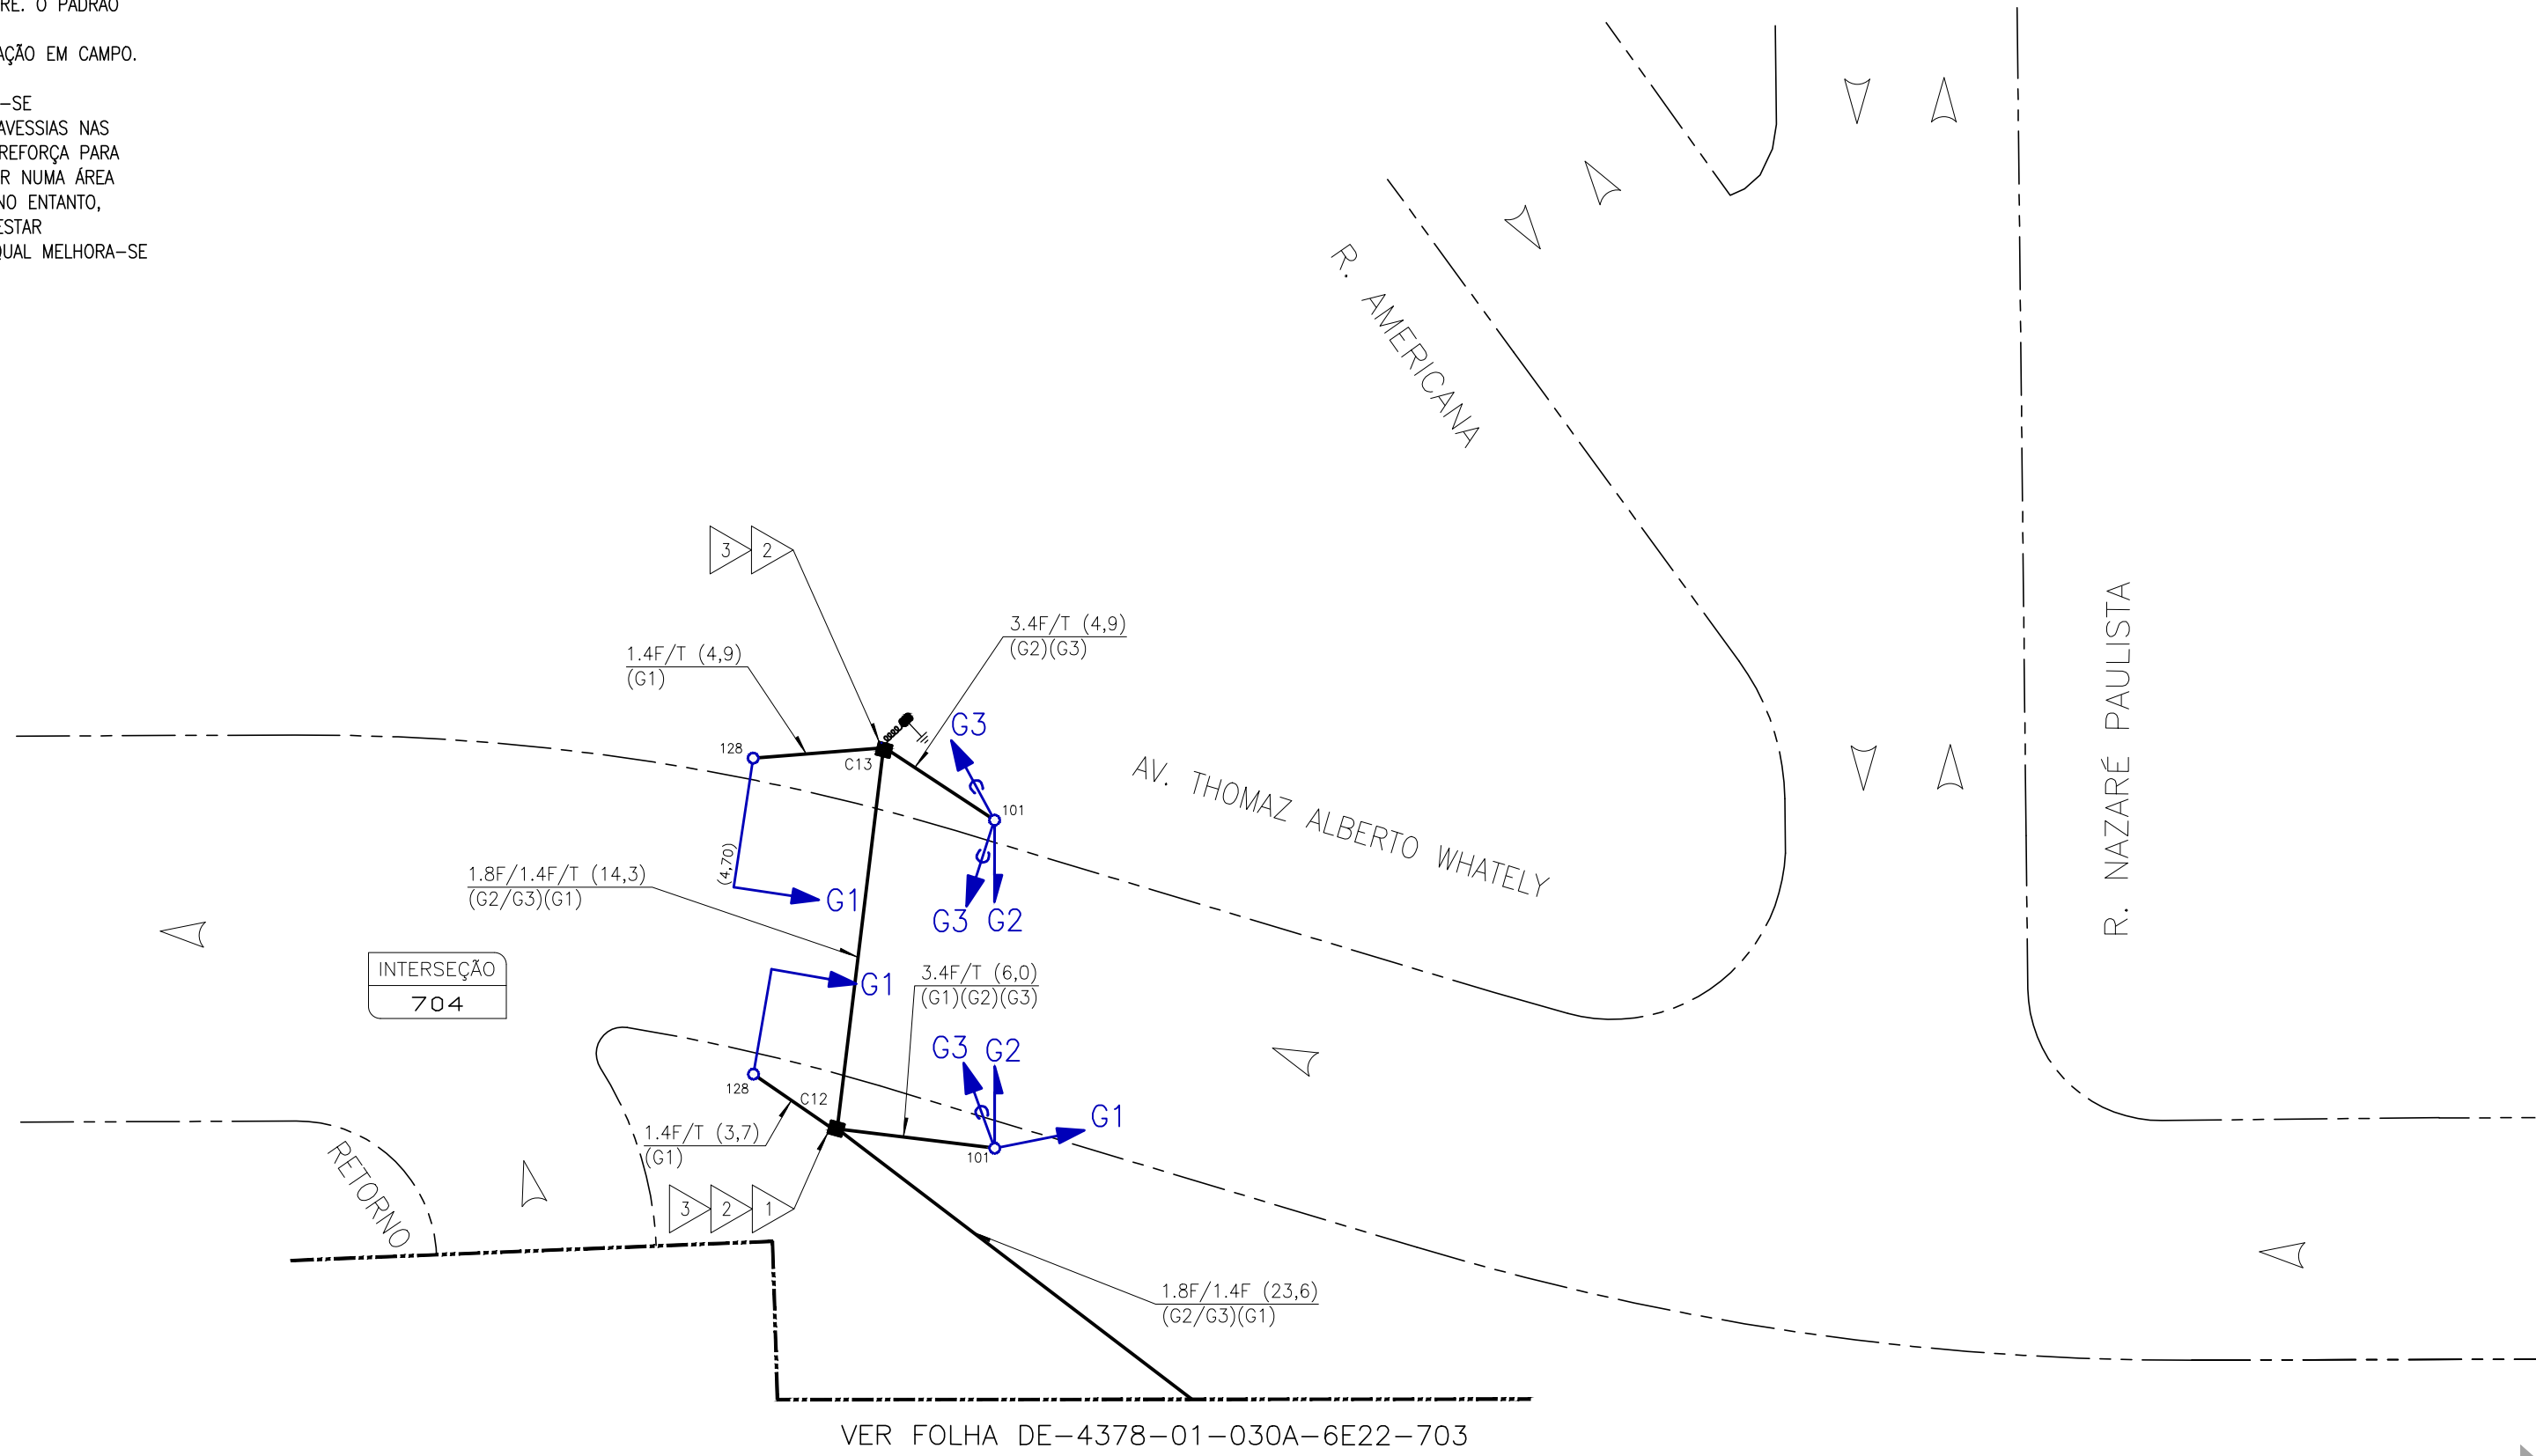 RE. O PADRÃO
AÇÃO EM CAMPO.
-SE
AVESSIAS NAS
REFORÇA PARA
R NUMA ÁREA
NO ENTANTO,
ESTAR
QUAL MELHORA-SE
R. AMERICANA
R. NAZARÉ PAULISTA
AV. THOMAZ ALBERTO WHATELY
3 2
3.4F/T (4,9)
(G2)(G3)
1.4F/T (4,9)
(G1)
G3
128
C13
101
(4,70)
1.8F/1.4F/T (14,3)
(G2/G3)(G1)
G1
G3
G2
INTERSEÇÃO
704
G1
3.4F/T (6,0)
(G1)(G2)(G3)
G3
G2
128
C12
G1
1.4F/T (3,7)
(G1)
101
RETORNO
3 2 1
1.8F/1.4F (23,6)
(G2/G3)(G1)
VER FOLHA DE-4378-01-030A-6E22-703